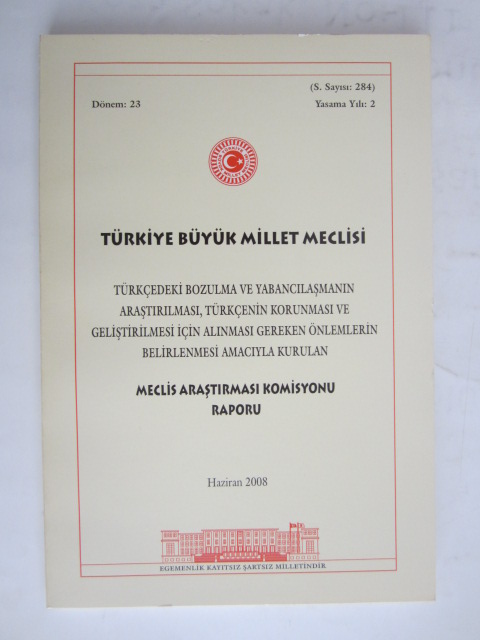 (S. Sayısı: 284)
Dönem: 23
Yasama Yılı: 2
TÜRKİYE BÜYÜK MİLLET MECLİSİ
TÜRKÇEDEKİ BOZULMA VE YABANCILAŞMANIN
ARAŞTIRILMASI, TÜRKÇENİN KORUNMASI VE
GELİŞTİRİLMESİ İÇİN ALINMASI GEREKEN ÖNLEMLERİN
BELİRLENMESİ AMACIYLA KURULAN
MECLİS ARAŞTIRMASI KOMİSYONU
RAPORU
Haziran 2008
EGEMENLİK KAYITSIZ ŞARTSIZ MİLLETİNDİR